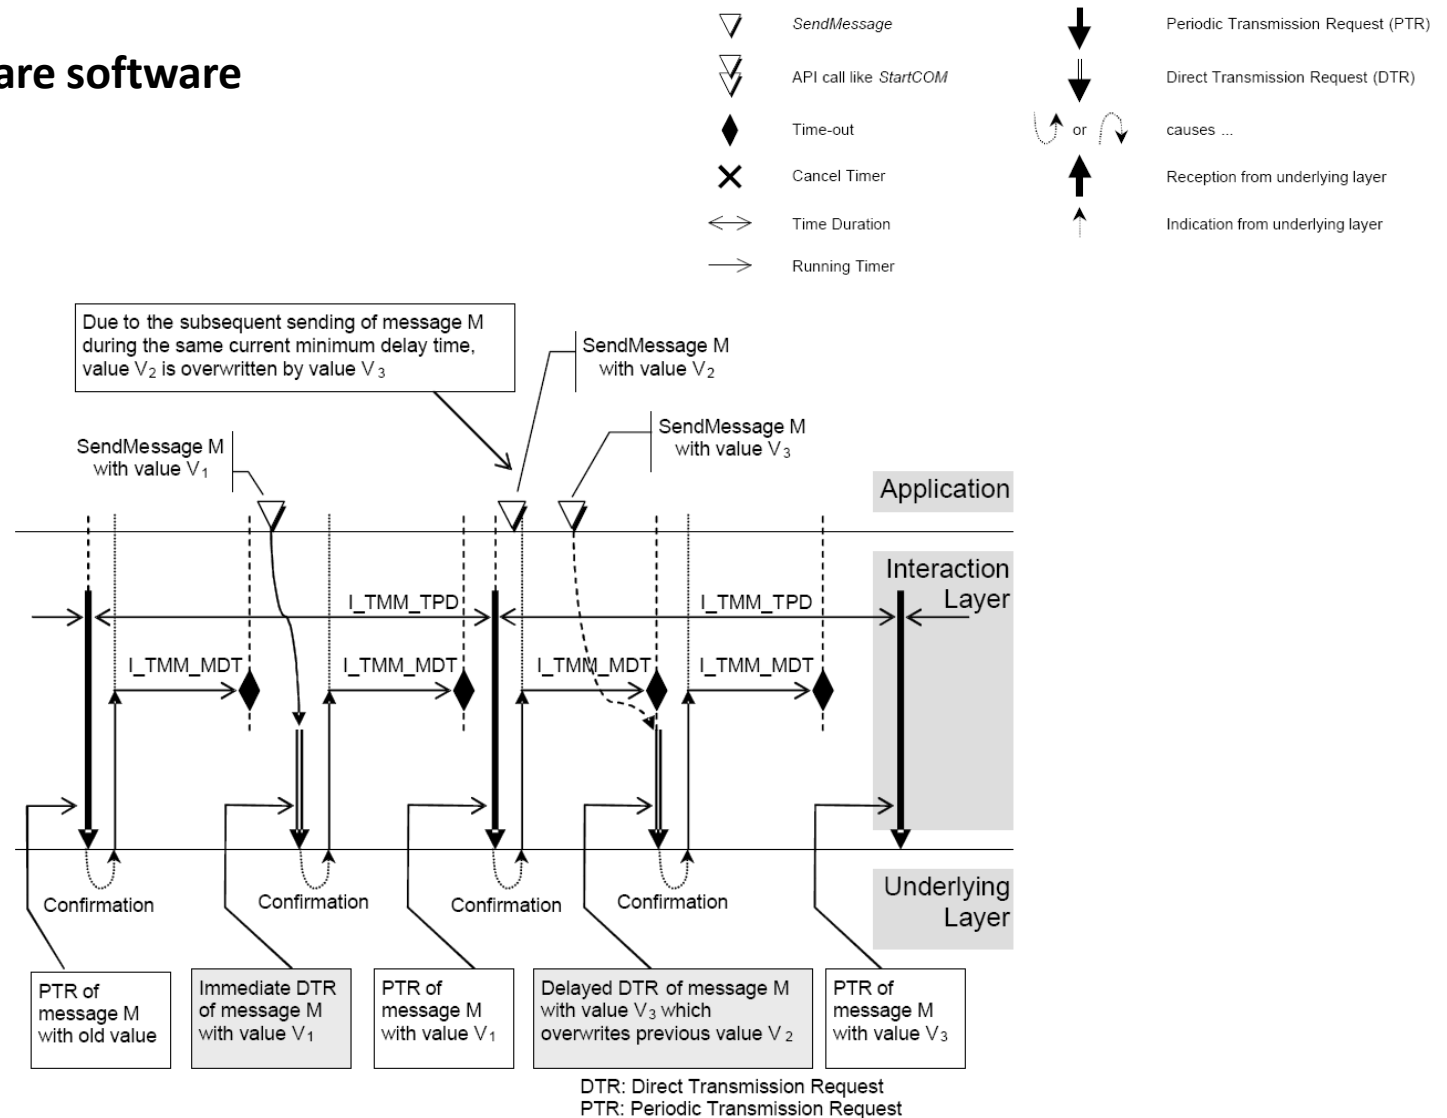 are software
SendMessage
API call like StartCOM
Time-out
Cancel Timer
Time Duration
Running Timer
Periodic Transmission Request (PTR)
Direct Transmission Request (DTR)
or
causes ...
Reception from underlying layer
Indication from underlying layer
Due to the subsequent sending of message M
during the same current minimum delay time,
value V2 is overwritten by value V3
SendMessage M
with value V2
SendMessage M
with value V3
SendMessage M
with value V1
Application
Interaction
Layer
I_TMM_TPD
I_TMM_TPD
I_TMM_MDT
I_TMM_MDT
I_TMM_MDT
I_TMM_MDT
Underlying
Layer
Confirmation
Confirmation
Confirmation
Confirmation
PTR of
message M
with old value
Immediate DTR
of message M
with value V1
PTR of
message M
with value V1
Delayed DTR of message M
with value V3 which
overwrites previous value V2
PTR of
message M
with value V3
DTR: Direct Transmission Request
PTR: Periodic Transmission Request